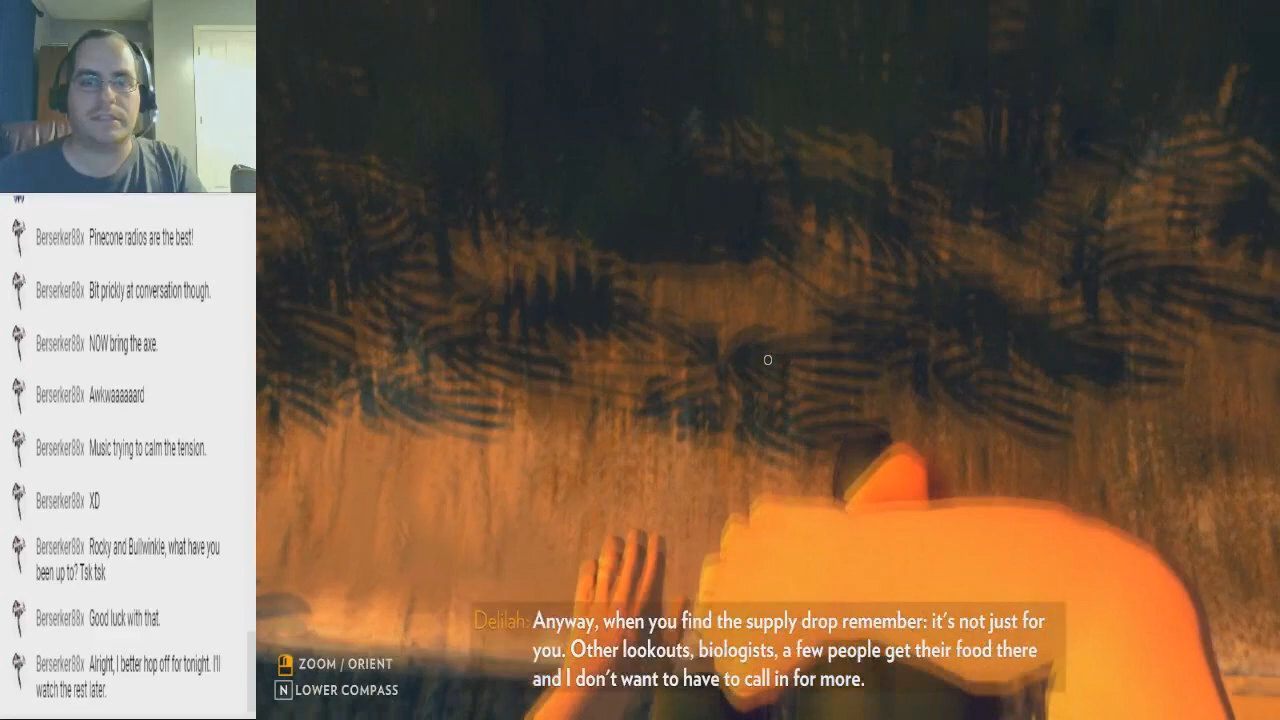 Berserker88x Pinecone radios are the best!
Berserker88x Bit prickly at conversation though.
Berserker88x NOW bring the axe.
Berserker88x Awkwaaaaaard
Berserker88x Music trying to calm the tension.
Berserker88x XD
Berserker88x Rocky and Bullwinkle, what have you
been up to? Tsk tsk
Berserker88x Good luck with that.
Berserker88x Alright, I better hop off for tonight. I'll
watch the rest later.
Delilah: Anyway, when you find the supply drop remember: it's not just for
you. Other lookouts, biologists, a few people get their food there
and I don't want to have to call in for more.
ZOOM / ORIENT
N LOWER COMPASS